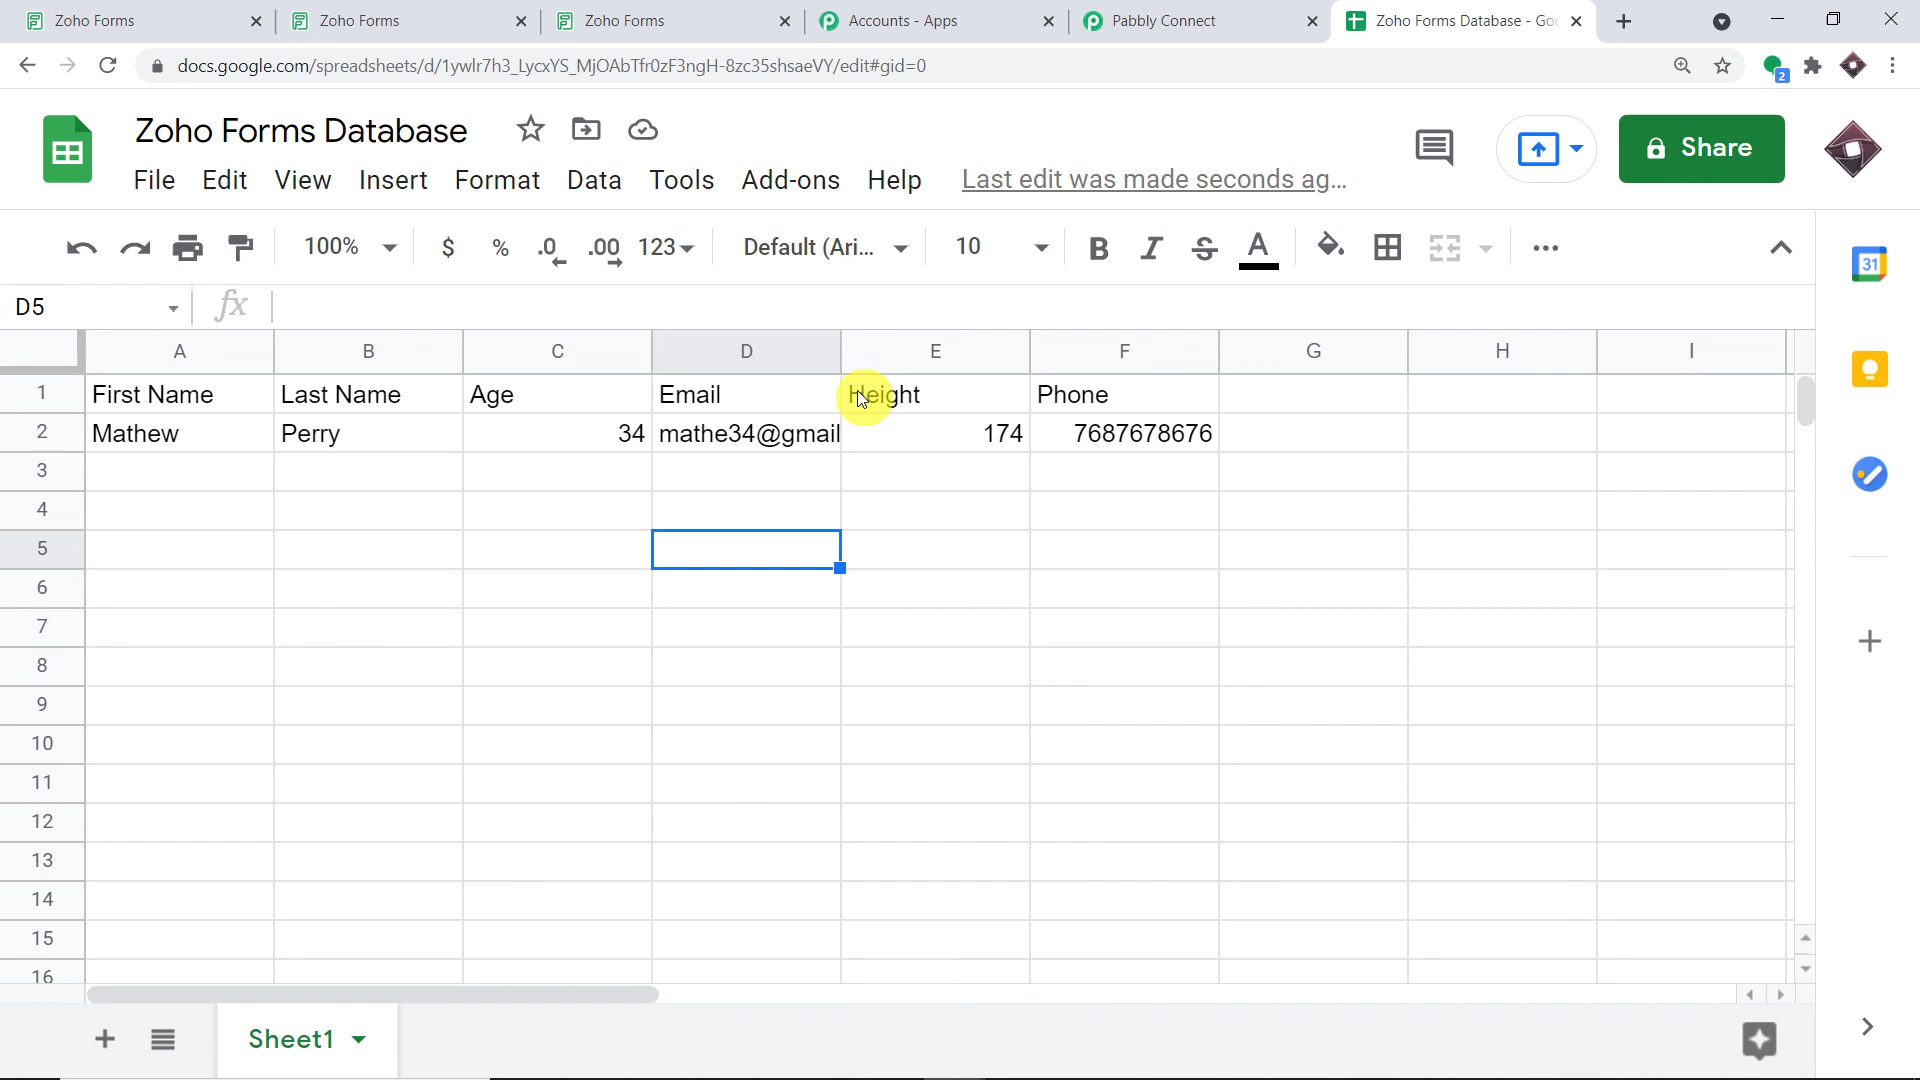 Zoho Forms
Zoho Forms
Zoho Forms
Accounts - Apps
Pabbly Connect
Zoho Forms Database - Goo
docs.google.com/spreadsheets/d/1ywlr7h3_LycxYS_MjOAbTfr0zF3ngH-8zc35shsaeVY/edit#gid=0
2
Zoho Forms Database
File Edit View Insert Format Data Tools Add-ons Help Last edit was made seconds ag...
Share
100% $ % .0 .00 123 Default (Ari... 10 B I S A
31
D5 fx
A B C D E F G H I
1 First Name Last Name Age Email Height Phone
2 Mathew Perry 34 mathe34@gmail 174 7687678676
3
4
5
6
7
8
9
10
11
12
13
14
15
16
Sheet1